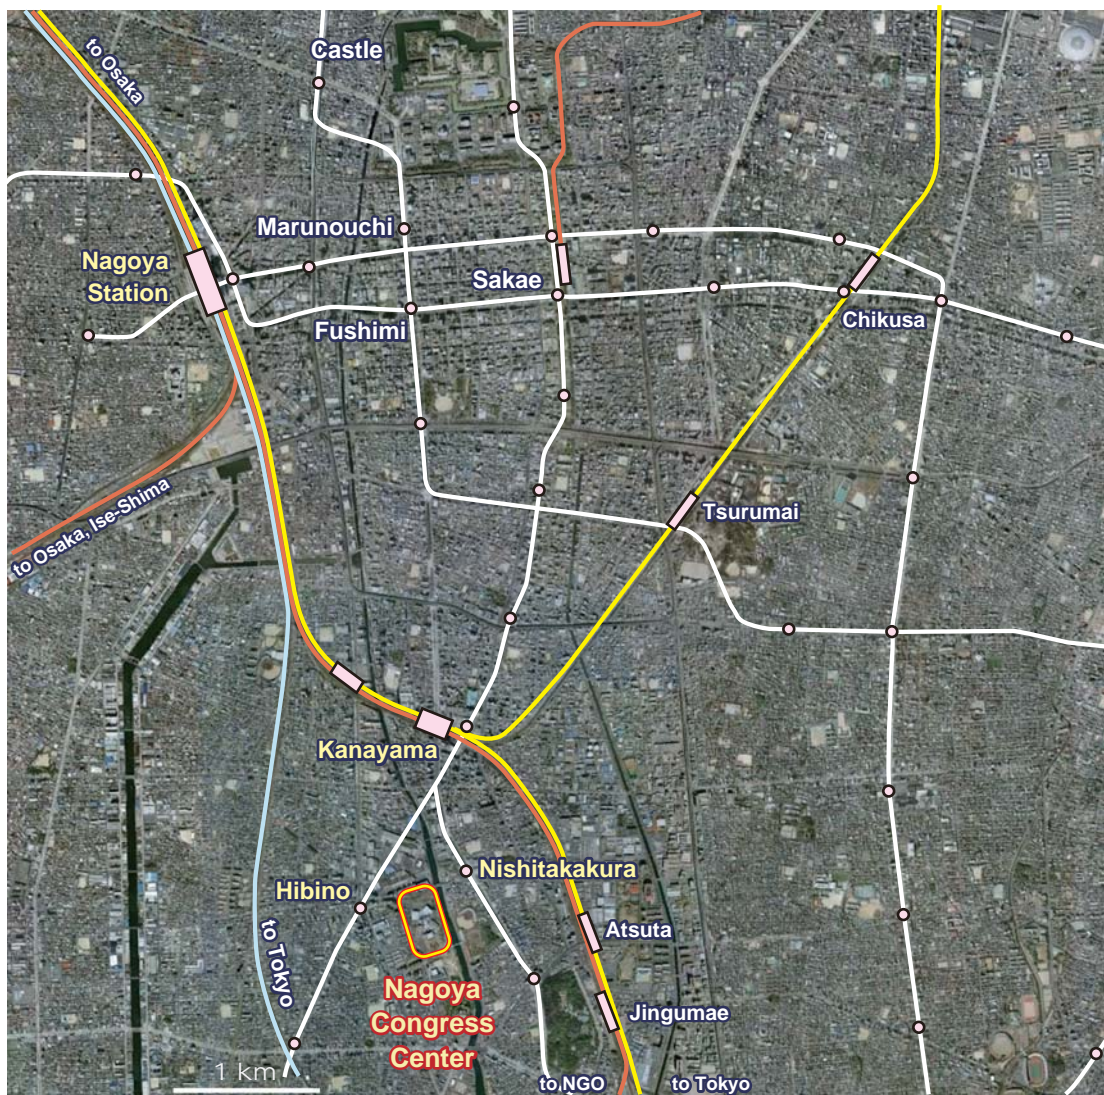 Castle
to Osaka
Marunouchi
Nagoya
Station
Sakae
Fushimi
Chikusa
to Osaka, Ise-Shima
Tsurumai
Kanayama
Nishitakakura
Hibino
Atsuta
to Tokyo
Nagoya
Congress
Center
Jingumae
1 km
to NGO
to Tokyo